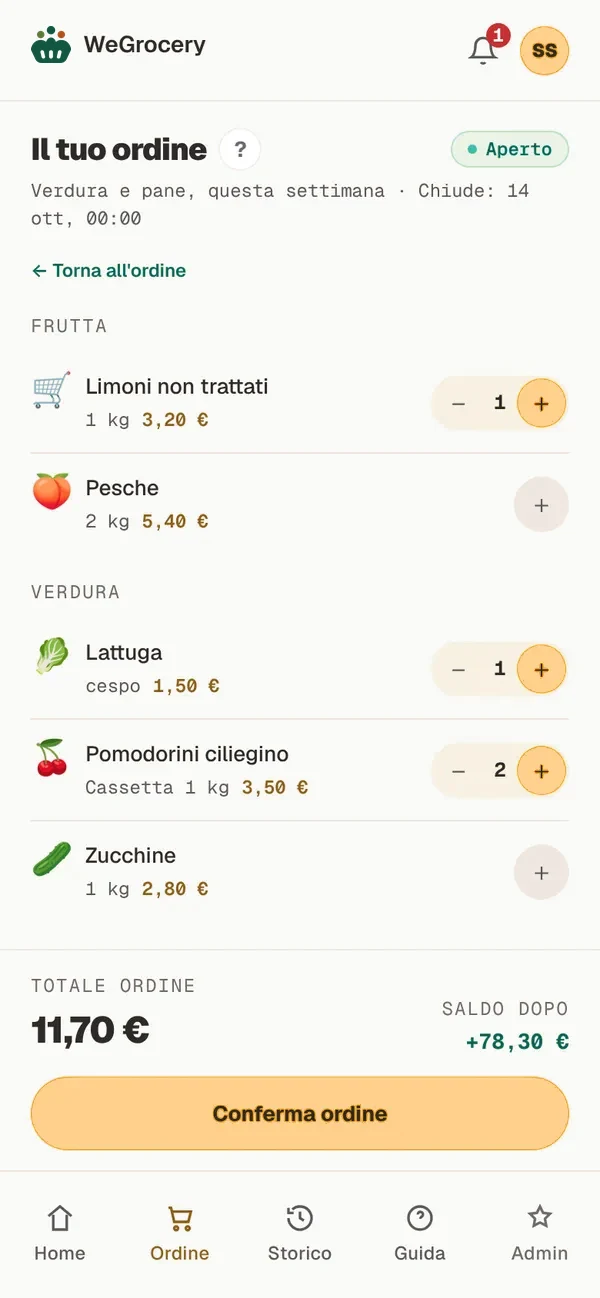 WeGrocery
1
SS
Il tuo ordine
?
Aperto
Verdura e pane, questa settimana · Chiude: 14
ott, 00:00
← Torna all'ordine
FRUTTA
Limoni non trattati
1 kg 3,20 €
− 1 +
Pesche
2 kg 5,40 €
+
VERDURA
Lattuga
cespo 1,50 €
− 1 +
Pomodorini ciliegino
Cassetta 1 kg 3,50 €
− 2 +
Zucchine
1 kg 2,80 €
+
TOTALE ORDINE
11,70 €
SALDO DOPO
+78,30 €
Conferma ordine
Home
Ordine
Storico
Guida
Admin